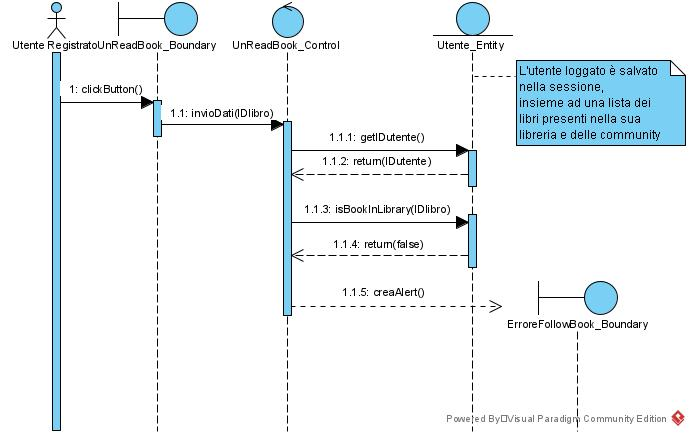 Utente Registrato
UnReadBook_Boundary
UnReadBook_Control
Utente_Entity
L'utente loggato è salvato
nella sessione,
insieme ad una lista dei
libri presenti nella sua
libreria e delle community
1: clickButton()
1.1: invioDati(IDlibro)
1.1.1: getIDutente()
1.1.2: return(IDutente)
1.1.3: isBookInLibrary(IDlibro)
1.1.4: return(false)
1.1.5: creaAlert()
ErroreFollowBook_Boundary
Powered By Visual Paradigm Community Edition